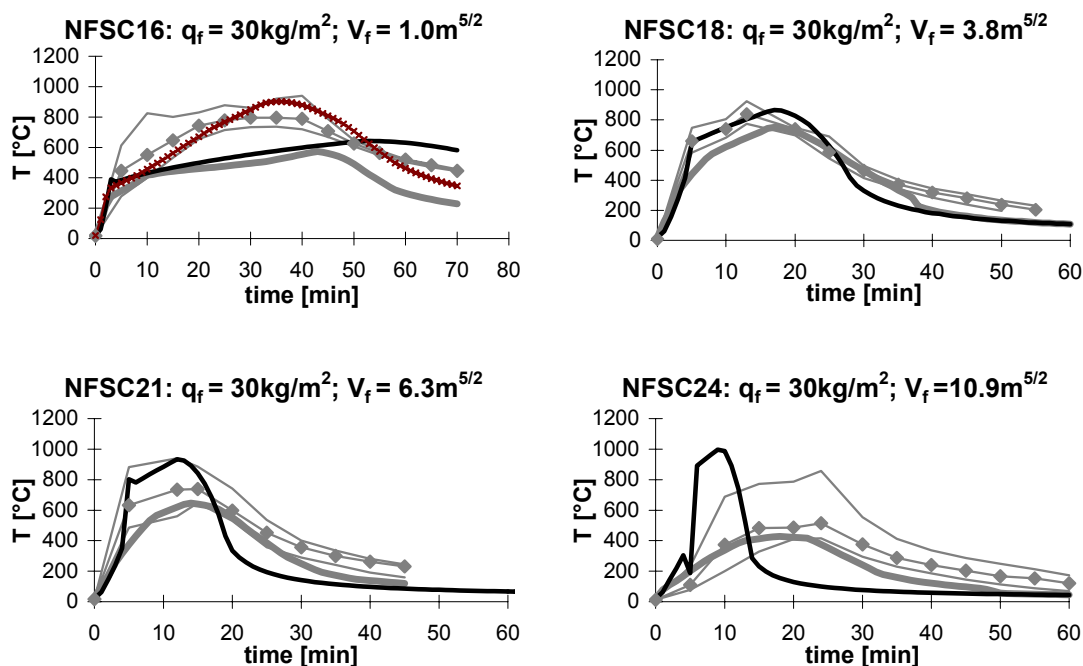 NFSC16: qf = 30kg/m2; Vf = 1.0m5/2
1200
1000
800
600
400
200
0
T [°C]
0 10 20 30 40 50 60 70 80
time [min]
NFSC18: qf = 30kg/m2; Vf = 3.8m5/2
1200
1000
800
600
400
200
0
T [°C]
0 10 20 30 40 50 60
time [min]
NFSC21: qf = 30kg/m2; Vf = 6.3m5/2
1200
1000
800
600
400
200
0
T [°C]
0 10 20 30 40 50 60
time [min]
NFSC24: qf = 30kg/m2; Vf =10.9m5/2
1200
1000
800
600
400
200
0
T [°C]
0 10 20 30 40 50 60
time [min]